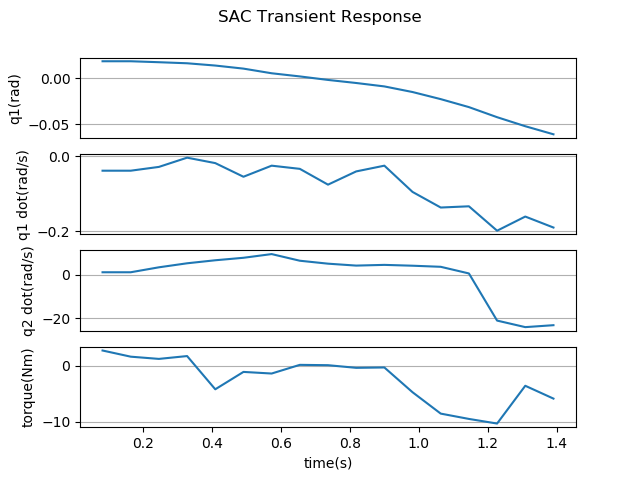 SAC Transient Response
q1(rad)
0.00
−0.05
q1 dot(rad/s)
0.0
−0.2
q2 dot(rad/s)
0
−20
torque(Nm)
0
−10
0.2 0.4 0.6 0.8 1.0 1.2 1.4
time(s)